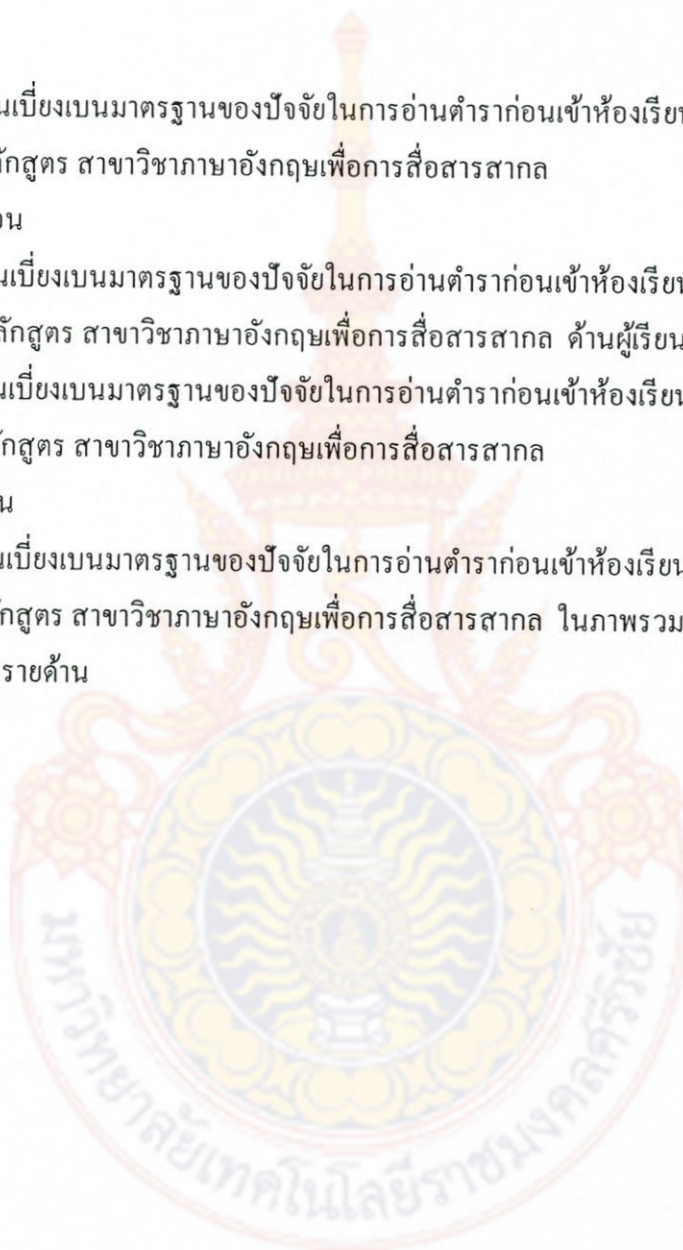 นเบี่ยงเบนมาตรฐานของปัจจัยในการอ่านตำราก่อนเข้าห้องเรียน
ลักสูตร สาขาวิชาภาษาอังกฤษเพื่อการสื่อสารสากล
อน
นเบี่ยงเบนมาตรฐานของปัจจัยในการอ่านตำราก่อนเข้าห้องเรียน
ลักสูตร สาขาวิชาภาษาอังกฤษเพื่อการสื่อสารสากล ด้านผู้เรียน
นเบี่ยงเบนมาตรฐานของปัจจัยในการอ่านตำราก่อนเข้าห้องเรียน
ลักสูตร สาขาวิชาภาษาอังกฤษเพื่อการสื่อสารสากล
น
นเบี่ยงเบนมาตรฐานของปัจจัยในการอ่านตำราก่อนเข้าห้องเรียน
ลักสูตร สาขาวิชาภาษาอังกฤษเพื่อการสื่อสารสากล ในภาพรวม
รายด้าน
มหาวิทยาลัยเทคโนโลยีราชมงคลศรีวิชัย